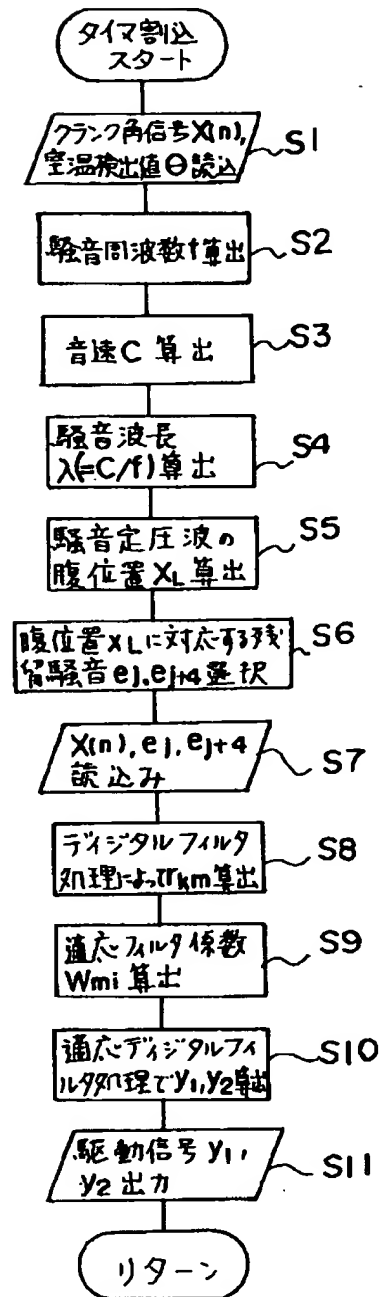 タイマ割込
スタート
クランク角信号X(n),
室温検出値Θ読込
S1
騒音周波数f算出
S2
音速C 算出
S3
騒音波長
λ(=C/f)算出
S4
騒音定圧波の
腹位置XL算出
S5
腹位置XLに対応する残
留騒音ej,ej+4選択
S6
X(n),ej,ej+4
読込み
S7
ディジタルフィルタ
処理によってrkm算出
S8
適応フィルタ係数
Wmi 算出
S9
適応ディジタルフィ
ルタ処理でy1,y2算出
S10
駆動信号y1,
y2出力
S11
リターン